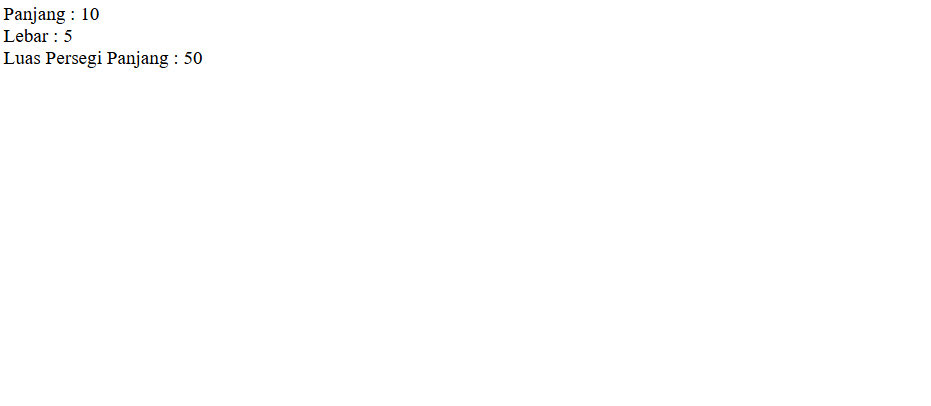 Panjang : 10
Lebar : 5
Luas Persegi Panjang : 50